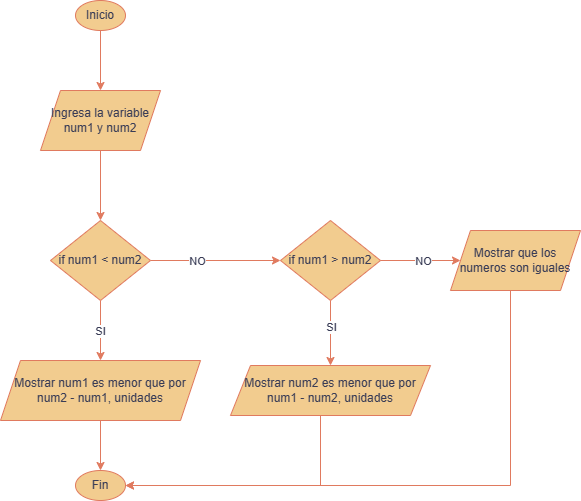 Inicio
Ingresa la variable
num1 y num2
if num1 < num2
NO
if num1 > num2
NO
Mostrar que los
numeros son iguales
SI
SI
Mostrar num1 es menor que por
num2 - num1, unidades
Mostrar num2 es menor que por
num1 - num2, unidades
Fin